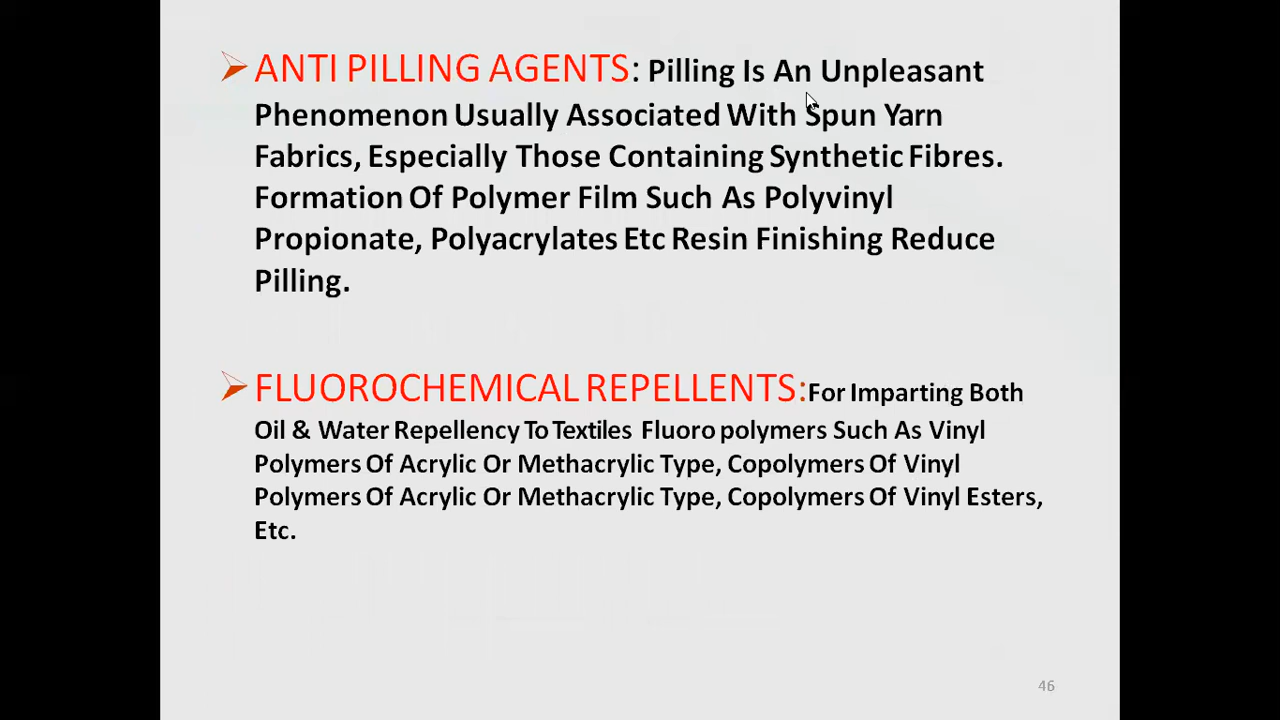 ANTI PILLING AGENTS: Pilling Is An Unpleasant
Phenomenon Usually Associated With Spun Yarn
Fabrics, Especially Those Containing Synthetic Fibres.
Formation Of Polymer Film Such As Polyvinyl
Propionate, Polyacrylates Etc Resin Finishing Reduce
Pilling.
FLUOROCHEMICAL REPELLENTS:For Imparting Both
Oil & Water Repellency To Textiles Fluoro polymers Such As Vinyl
Polymers Of Acrylic Or Methacrylic Type, Copolymers Of Vinyl
Polymers Of Acrylic Or Methacrylic Type, Copolymers Of Vinyl Esters,
Etc.
46